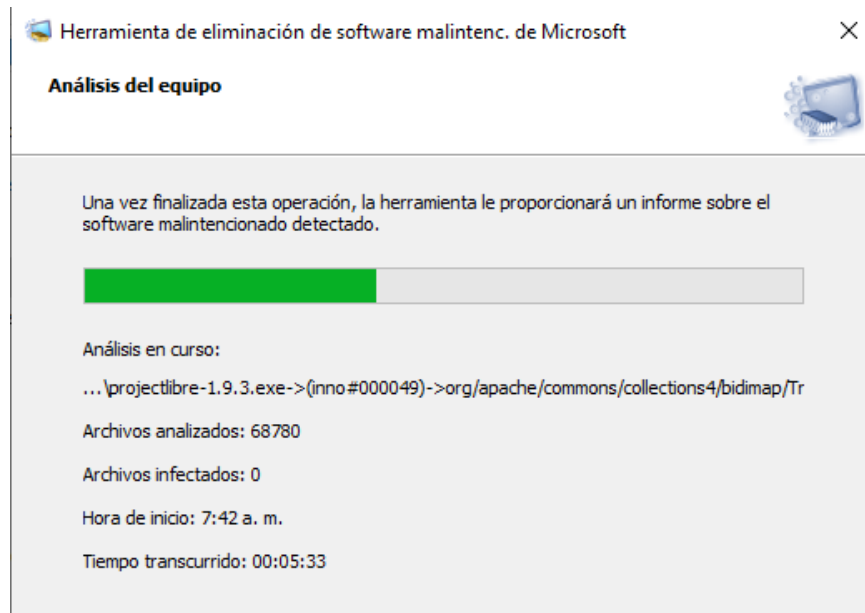 Herramienta de eliminación de software malintenc. de Microsoft
Análisis del equipo
Una vez finalizada esta operación, la herramienta le proporcionará un informe sobre el
software malintencionado detectado.
Análisis en curso:
...\projectlibre-1.9.3.exe->(inno#000049)->org/apache/commons/collections4/bidimap/Tr
Archivos analizados: 68780
Archivos infectados: 0
Hora de inicio: 7:42 a. m.
Tiempo transcurrido: 00:05:33